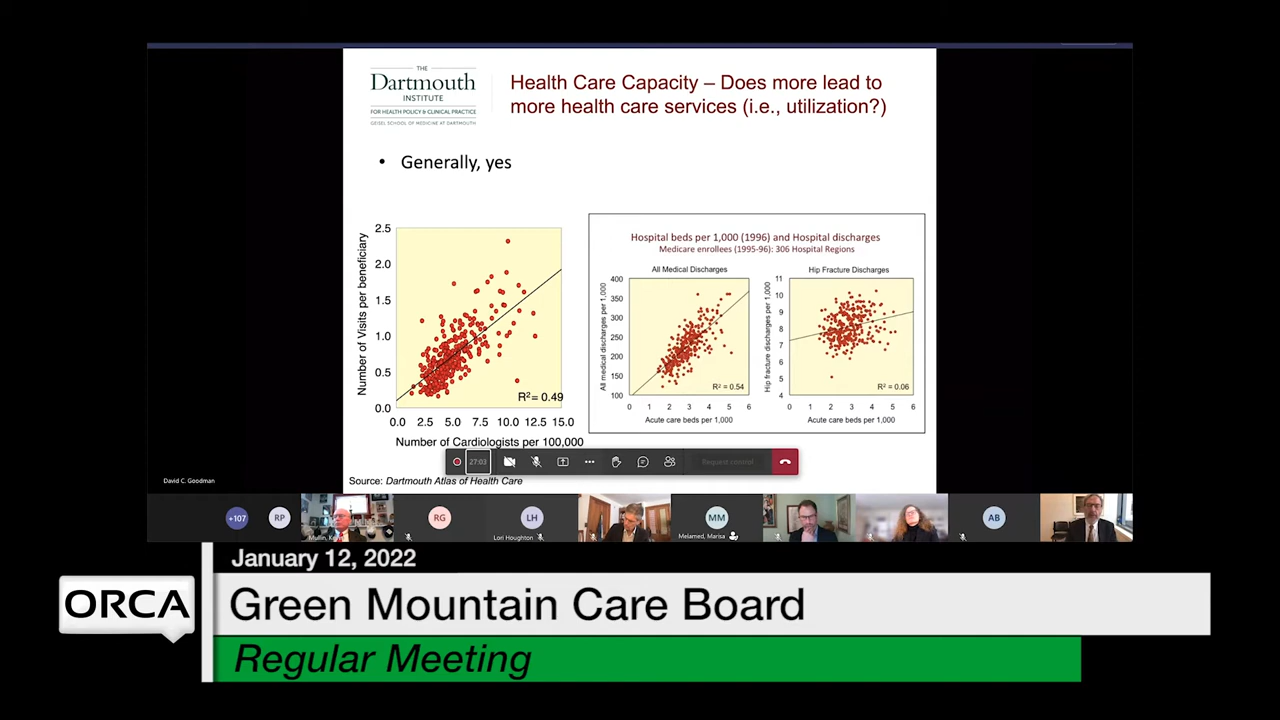 THE
Dartmouth
INSTITUTE
FOR HEALTH POLICY & CLINICAL PRACTICE
GEISEL SCHOOL OF MEDICINE AT DARTMOUTH
Health Care Capacity – Does more lead to
more health care services (i.e., utilization?)
• Generally, yes
Number of Visits per beneficiary
2.5
2.0
1.5
1.0
0.5
0.0
R²= 0.49
0.0 2.5 5.0 7.5 10.0 12.5 15.0
Number of Cardiologists per 100,000
Hospital beds per 1,000 (1996) and Hospital discharges
Medicare enrollees (1995-96): 306 Hospital Regions
All Medical Discharges
All medical discharges per 1,000
400
350
300
250
200
150
100
R² = 0.54
0 1 2 3 4 5 6
Acute care beds per 1,000
Hip Fracture Discharges
Hip fracture discharges per 1,000
11
10
9
8
7
6
5
4
R² = 0.06
0 1 2 3 4 5 6
Acute care beds per 1,000
27:03
Request control
David C. Goodman
Source: Dartmouth Atlas of Health Care
+107
RP
RG
LH
Lori Houghton
MM
Melamed, Marisa
AB
January 12, 2022
ORCA
Green Mountain Care Board
Regular Meeting